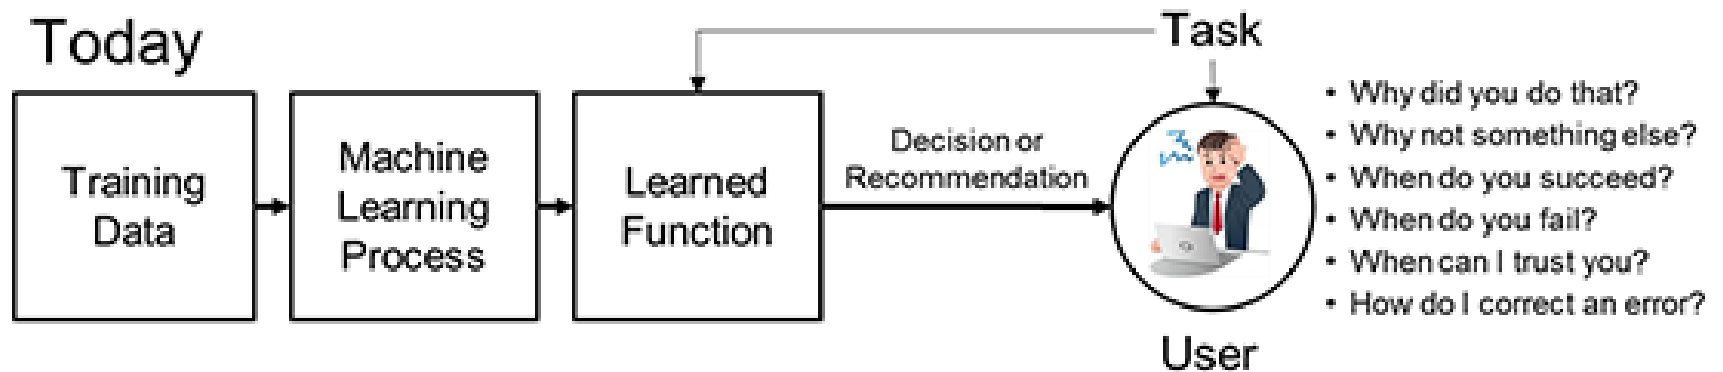 Today
Task
Training
Data
Machine
Learning
Process
Learned
Function
Decision or
Recommendation
User
• Why did you do that?
• Why not something else?
• When do you succeed?
• When do you fail?
• When can I trust you?
• How do I correct an error?